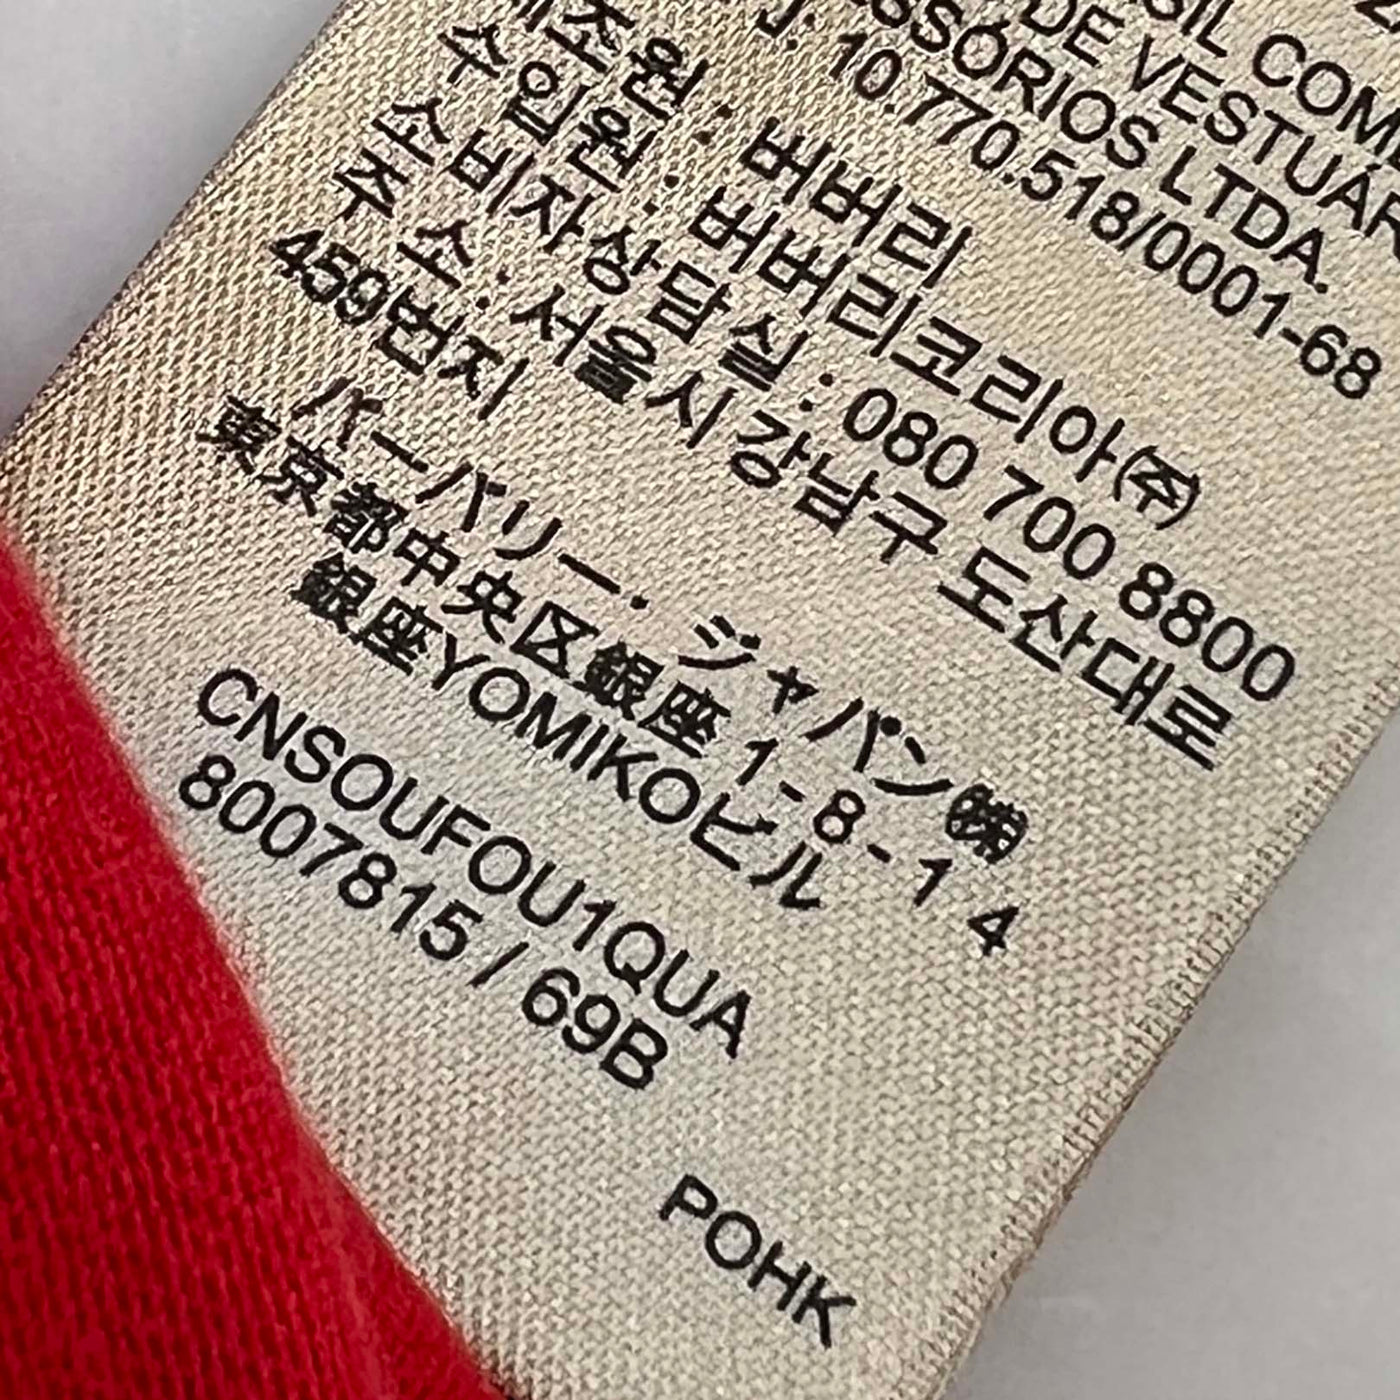 SIL COM
DE VESTUÁR
SSÓRIOS LTDA.
J: 10.770.518/0001-68
제조원 : 버버리
수입원 : 버버리코리아(주)
소비자상담실 : 080 700 8800
주 소 : 서울시 강남구 도산대로
459번지
バーバリー・ジャパン㈱
東京都中央区銀座 1-8-14
銀座YOMIKOビル
CNSOUFOU1QUA
8007815 / 69B
POHK